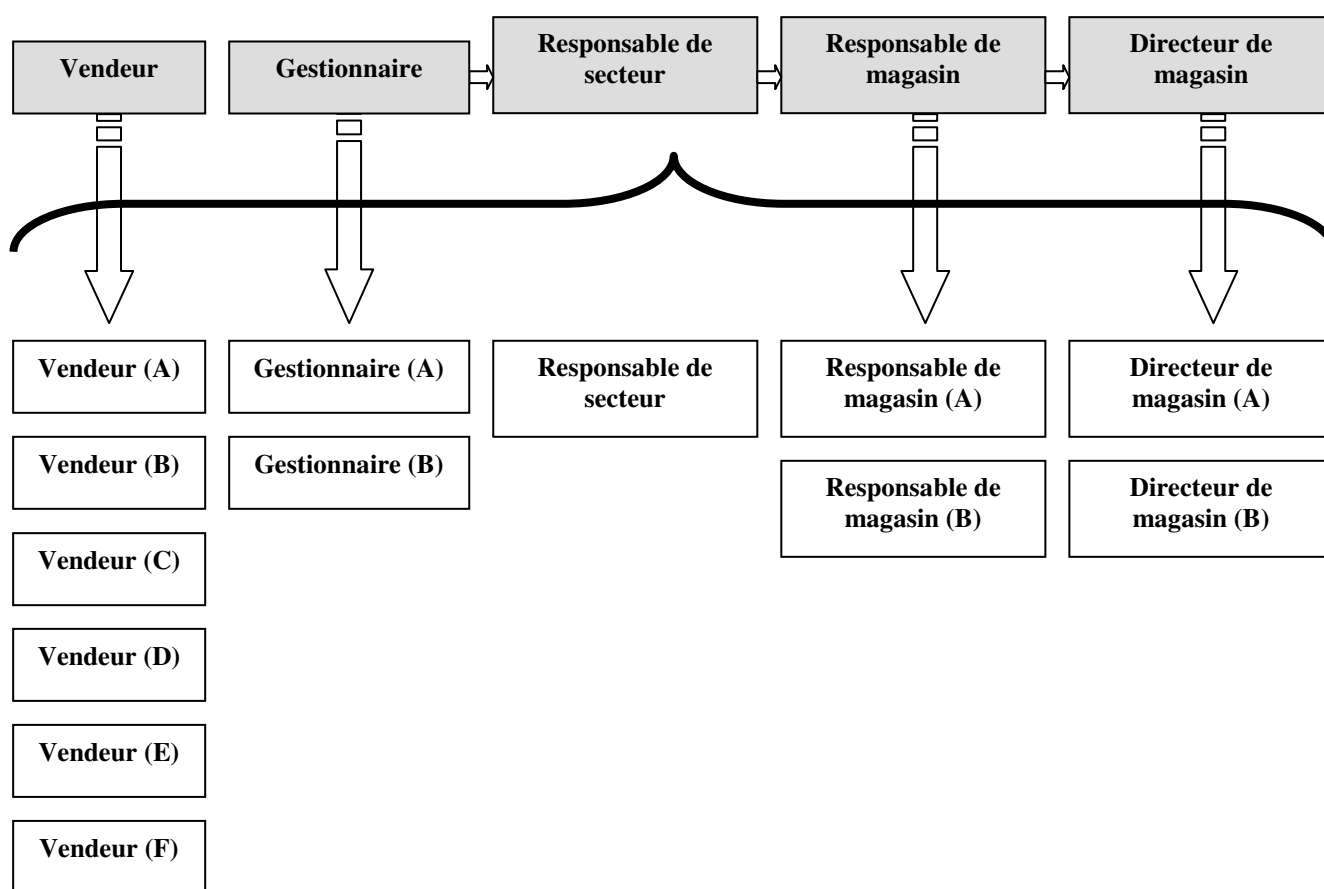 Vendeur
Gestionnaire
Responsable de
secteur
Responsable de
magasin
Directeur de
magasin
Vendeur (A)
Gestionnaire (A)
Responsable de
secteur
Responsable de
magasin (A)
Directeur de
magasin (A)
Vendeur (B)
Gestionnaire (B)
Responsable de
magasin (B)
Directeur de
magasin (B)
Vendeur (C)
Vendeur (D)
Vendeur (E)
Vendeur (F)